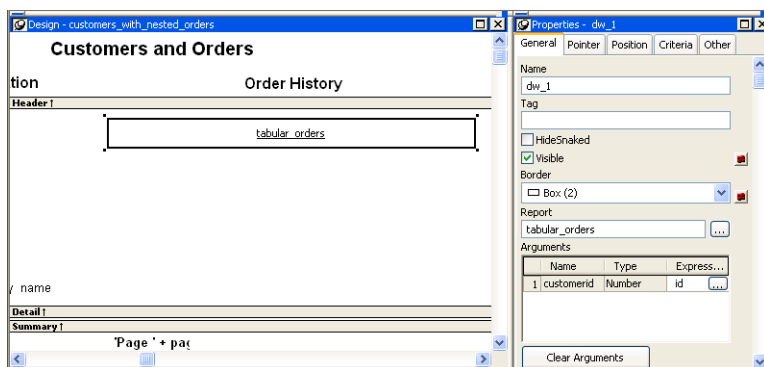 Design - customers_with_nested_orders
Customers and Orders
tion
Order History
Header ↑
tabular_orders
y name
Detail ↑
Summary ↑
'Page ' + pag
Properties - dw_1
General Pointer Position Criteria Other
Name
dw_1
Tag
HideSnaked
Visible
Border
Box (2)
Report
tabular_orders ...
Arguments
Name Type Express...
1 customerid Number id ...
Clear Arguments